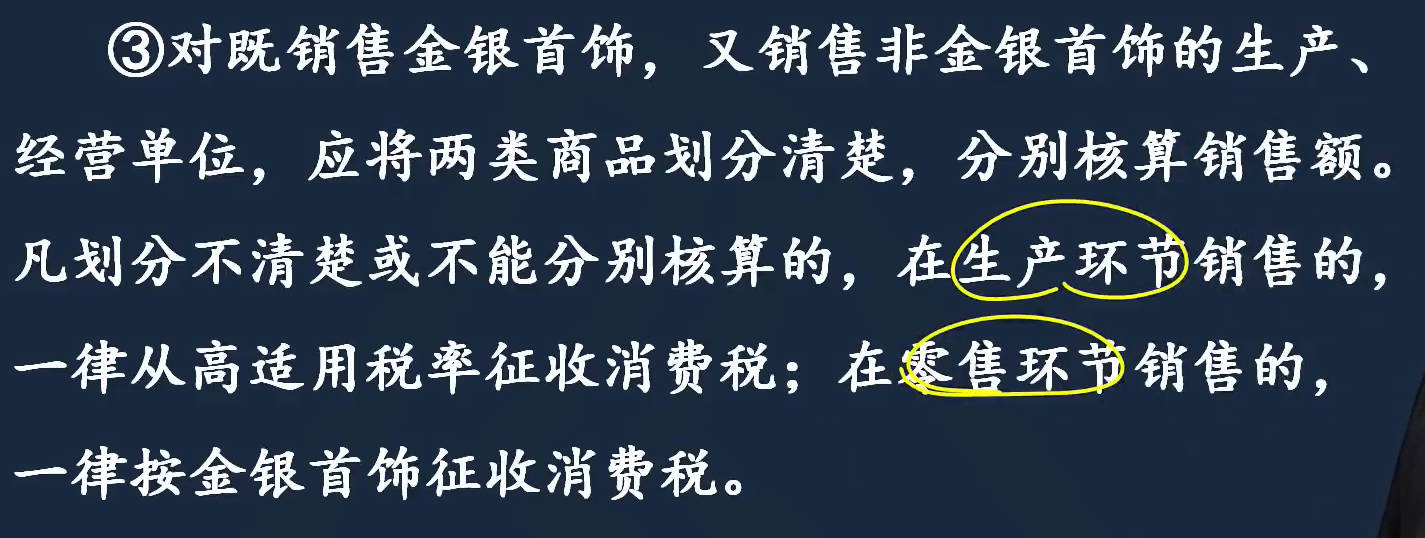 ③对既销售金银首饰，又销售非金银首饰的生产、
经营单位，应将两类商品划分清楚，分别核算销售额。
凡划分不清楚或不能分别核算的，在生产环节销售的，
一律从高适用税率征收消费税；在零售环节销售的，
一律按金银首饰征收消费税。